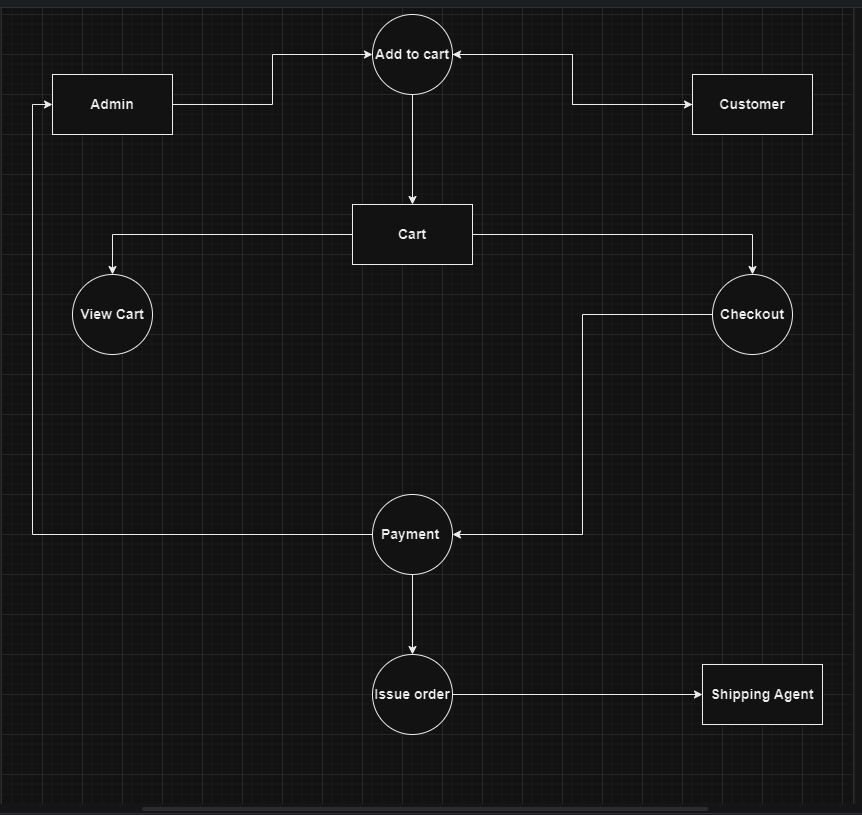 Add to cart
Admin
Customer
Cart
View Cart
Checkout
Payment
Issue order
Shipping Agent